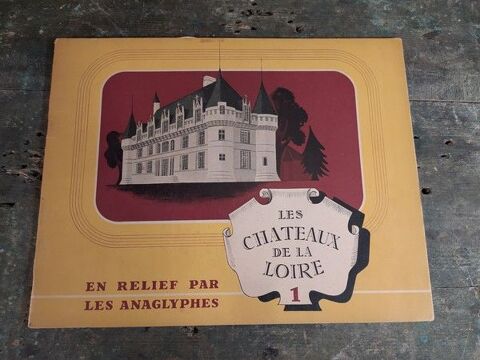 LES
CHATEAUX
DE LA
LOIRE
1
EN RELIEF PAR
LES ANAGLYPHES